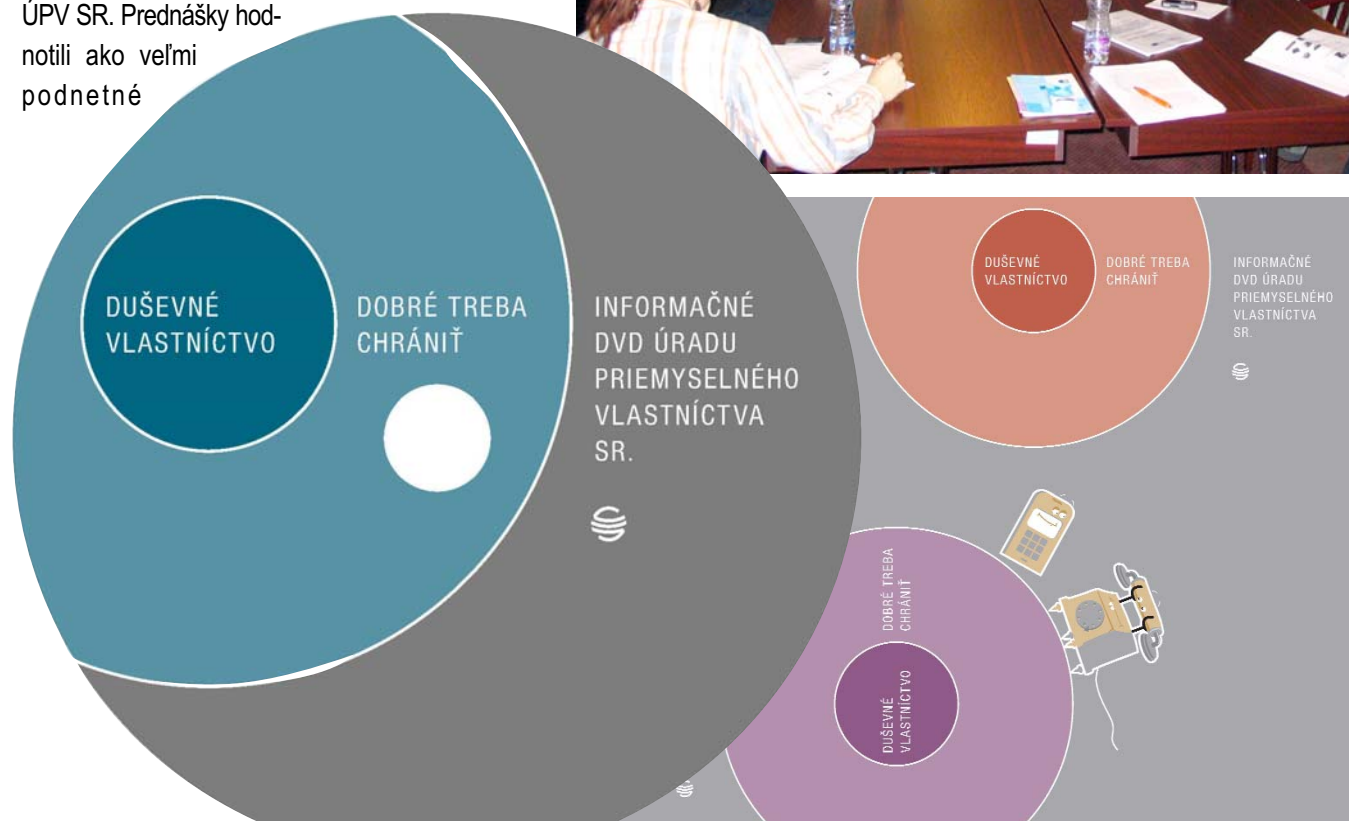 ÚPV SR. Prednášky hod-
notili ako veľmi
podnetné
DUŠEVNÉ
VLASTNÍCTVO
DOBRÉ TREBA
CHRÁNIŤ
INFORMAČNÉ
DVD ÚRADU
PRIEMYSELNÉHO
VLASTNÍCTVA
SR.
DUŠEVNÉ
VLASTNÍCTVO
DOBRÉ TREBA
CHRÁNIŤ
INFORMAČNÉ
DVD ÚRADU
PRIEMYSELNÉHO
VLASTNÍCTVA
SR.
DUŠEVNÉ
VLASTNÍCTVO
DOBRÉ TREBA
CHRÁNIŤ